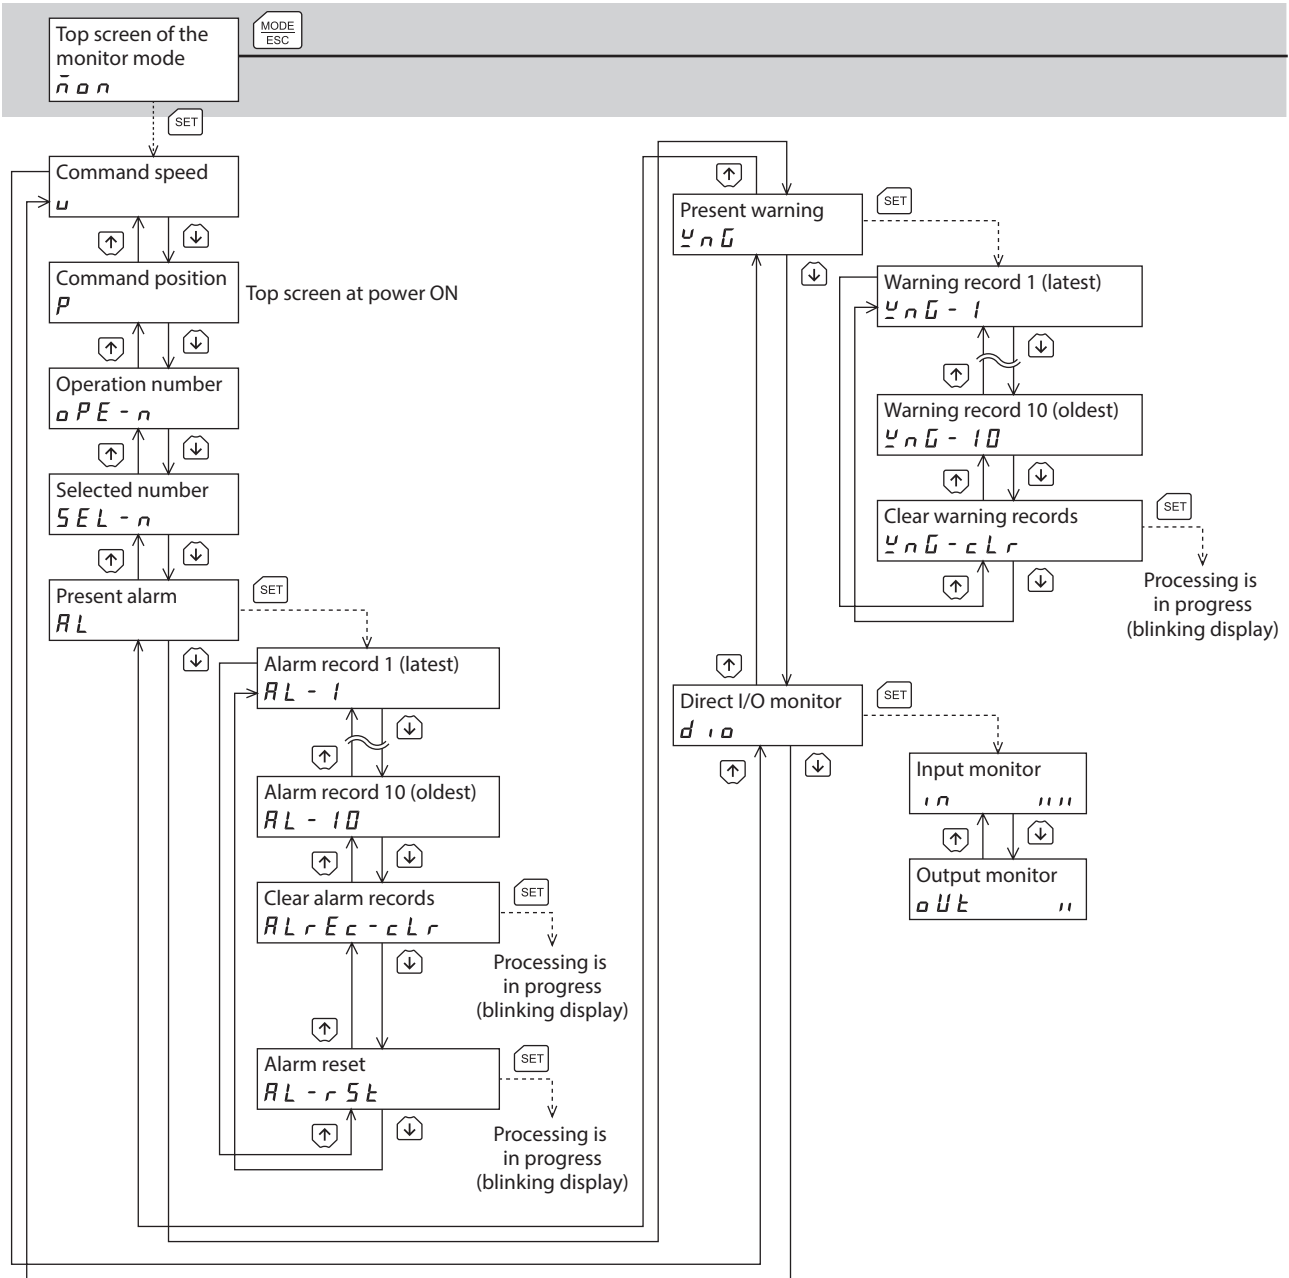 Top screen of the
monitor mode
mon
MODE
ESC
SET
Command speed
v
Command position
P
Top screen at power ON
Operation number
oPE-n
Selected number
SEL-n
Present alarm
AL
SET
Alarm record 1 (latest)
AL-1
Alarm record 10 (oldest)
AL-10
Clear alarm records
ALrEc-cLr
SET
Processing is
in progress
(blinking display)
Alarm reset
AL-rSt
SET
Processing is
in progress
(blinking display)
Present warning
WnG
SET
Warning record 1 (latest)
WnG-1
Warning record 10 (oldest)
WnG-10
Clear warning records
WnG-cLr
SET
Processing is
in progress
(blinking display)
Direct I/O monitor
dio
SET
Input monitor
in ıııı
Output monitor
oUt ıı